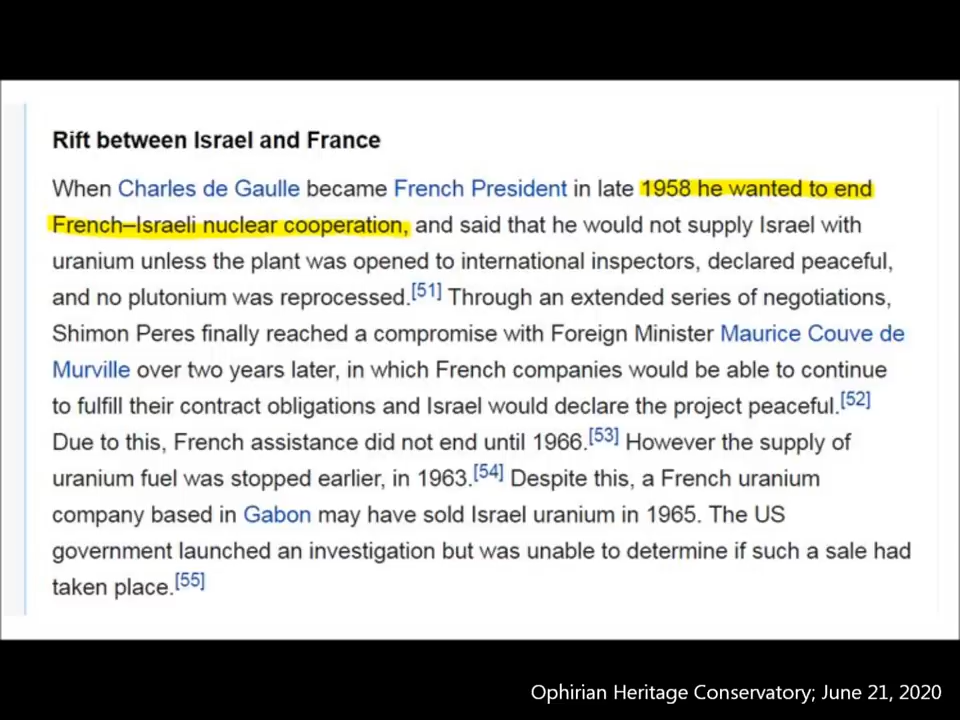 Rift between Israel and France
When Charles de Gaulle became French President in late 1958 he wanted to end
French–Israeli nuclear cooperation, and said that he would not supply Israel with
uranium unless the plant was opened to international inspectors, declared peaceful,
and no plutonium was reprocessed.[51] Through an extended series of negotiations,
Shimon Peres finally reached a compromise with Foreign Minister Maurice Couve de
Murville over two years later, in which French companies would be able to continue
to fulfill their contract obligations and Israel would declare the project peaceful.[52]
Due to this, French assistance did not end until 1966.[53] However the supply of
uranium fuel was stopped earlier, in 1963.[54] Despite this, a French uranium
company based in Gabon may have sold Israel uranium in 1965. The US
government launched an investigation but was unable to determine if such a sale had
taken place.[55]
Ophirian Heritage Conservatory; June 21, 2020